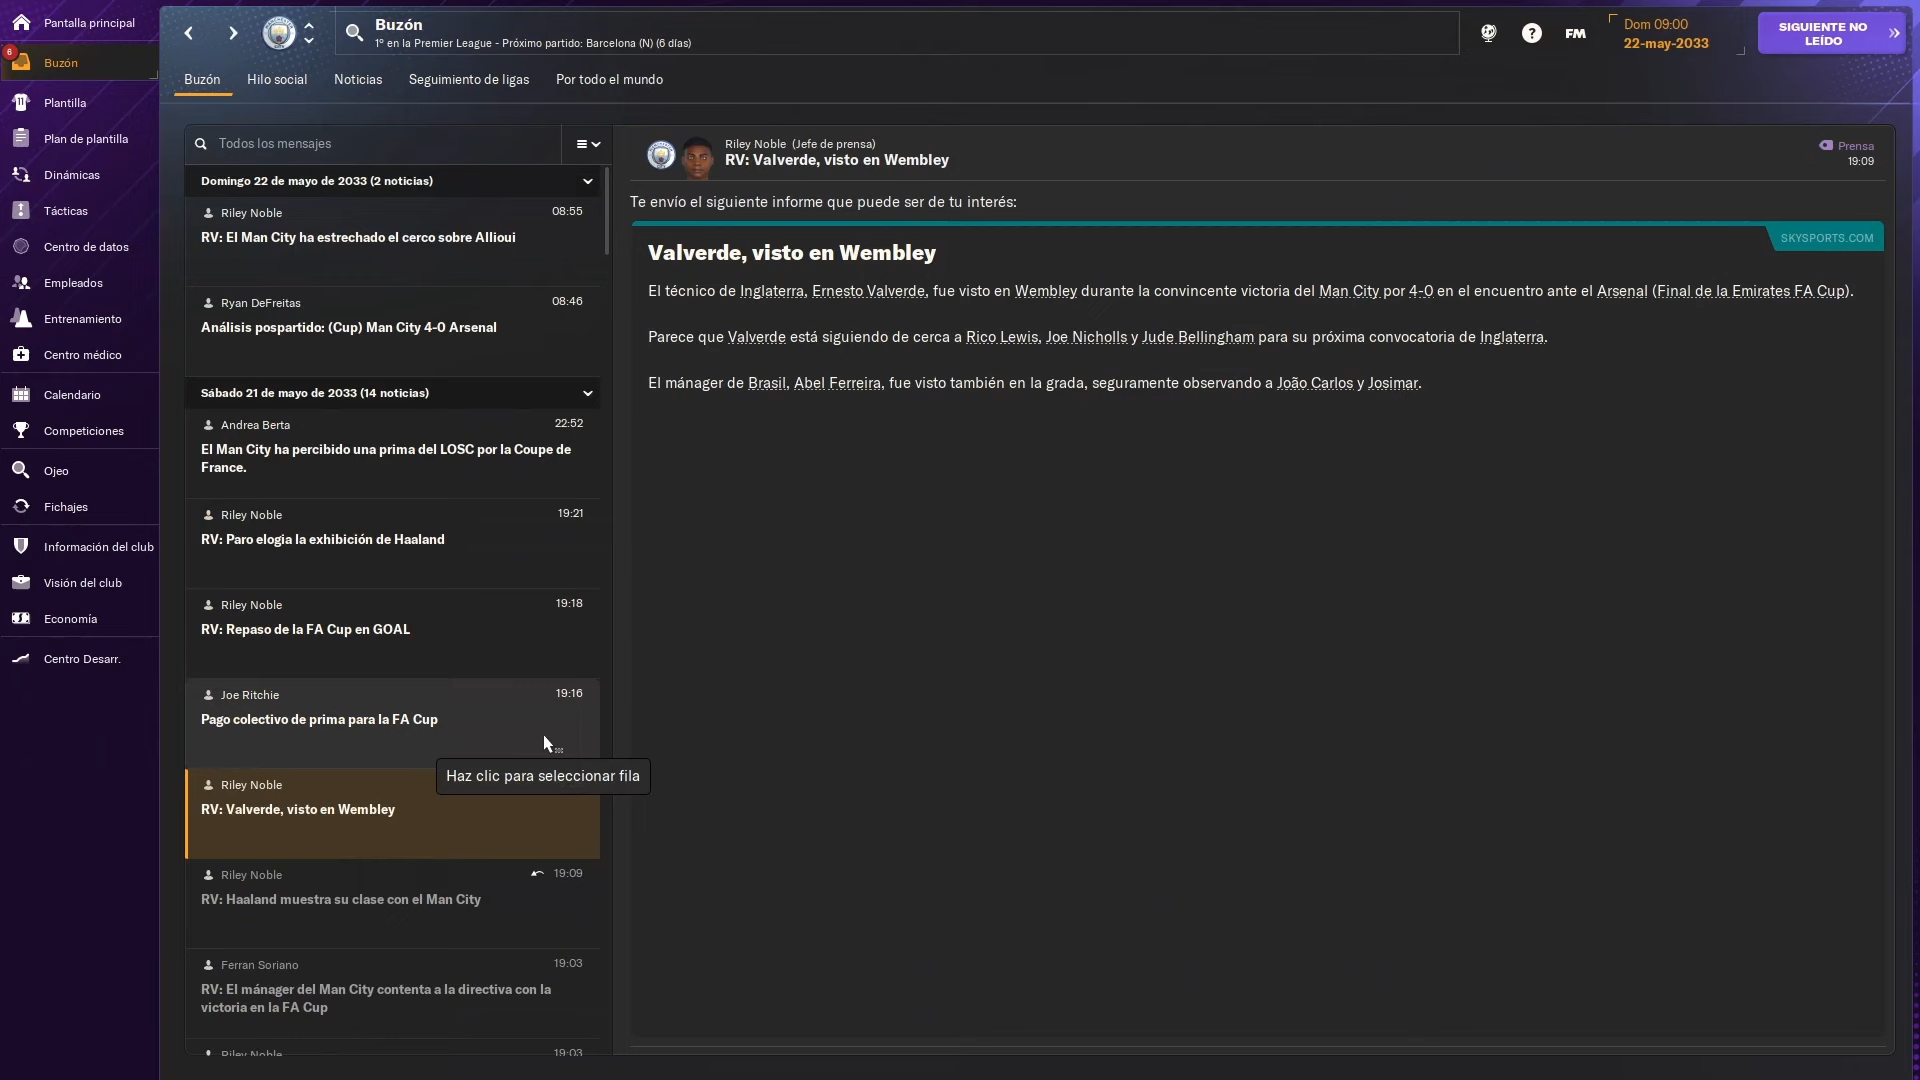 Pantalla principal
6
Buzón
Plantilla
Plan de plantilla
Dinámicas
Tácticas
Centro de datos
Empleados
Entrenamiento
Centro médico
Calendario
Competiciones
Ojeo
Fichajes
Información del club
Visión del club
Economía
Centro Desarr.
Buzón
1º en la Premier League - Próximo partido: Barcelona (N) (6 días)
FM
Dom 09:00
22-may-2033
SIGUIENTE NO LEÍDO
Buzón
Hilo social
Noticias
Seguimiento de ligas
Por todo el mundo
Todos los mensajes
Domingo 22 de mayo de 2033 (2 noticias)
Riley Noble 08:55
RV: El Man City ha estrechado el cerco sobre Allioui
Ryan DeFreitas 08:46
Análisis pospartido: (Cup) Man City 4-0 Arsenal
Sábado 21 de mayo de 2033 (14 noticias)
Andrea Berta 22:52
El Man City ha percibido una prima del LOSC por la Coupe de
France.
Riley Noble 19:21
RV: Paro elogia la exhibición de Haaland
Riley Noble 19:18
RV: Repaso de la FA Cup en GOAL
Joe Ritchie 19:16
Pago colectivo de prima para la FA Cup
Haz clic para seleccionar fila
Riley Noble
RV: Valverde, visto en Wembley
Riley Noble 19:09
RV: Haaland muestra su clase con el Man City
Ferran Soriano 19:03
RV: El mánager del Man City contenta a la directiva con la
victoria en la FA Cup
Riley Noble 19:03
Riley Noble (Jefe de prensa)
RV: Valverde, visto en Wembley
Prensa
19:09
Te envío el siguiente informe que puede ser de tu interés:
SKYSPORTS.COM
Valverde, visto en Wembley
El técnico de Inglaterra, Ernesto Valverde, fue visto en Wembley durante la convincente victoria del Man City por 4-0 en el encuentro ante el Arsenal (Final de la Emirates FA Cup).
Parece que Valverde está siguiendo de cerca a Rico Lewis, Joe Nicholls y Jude Bellingham para su próxima convocatoria de Inglaterra.
El mánager de Brasil, Abel Ferreira, fue visto también en la grada, seguramente observando a João Carlos y Josimar.